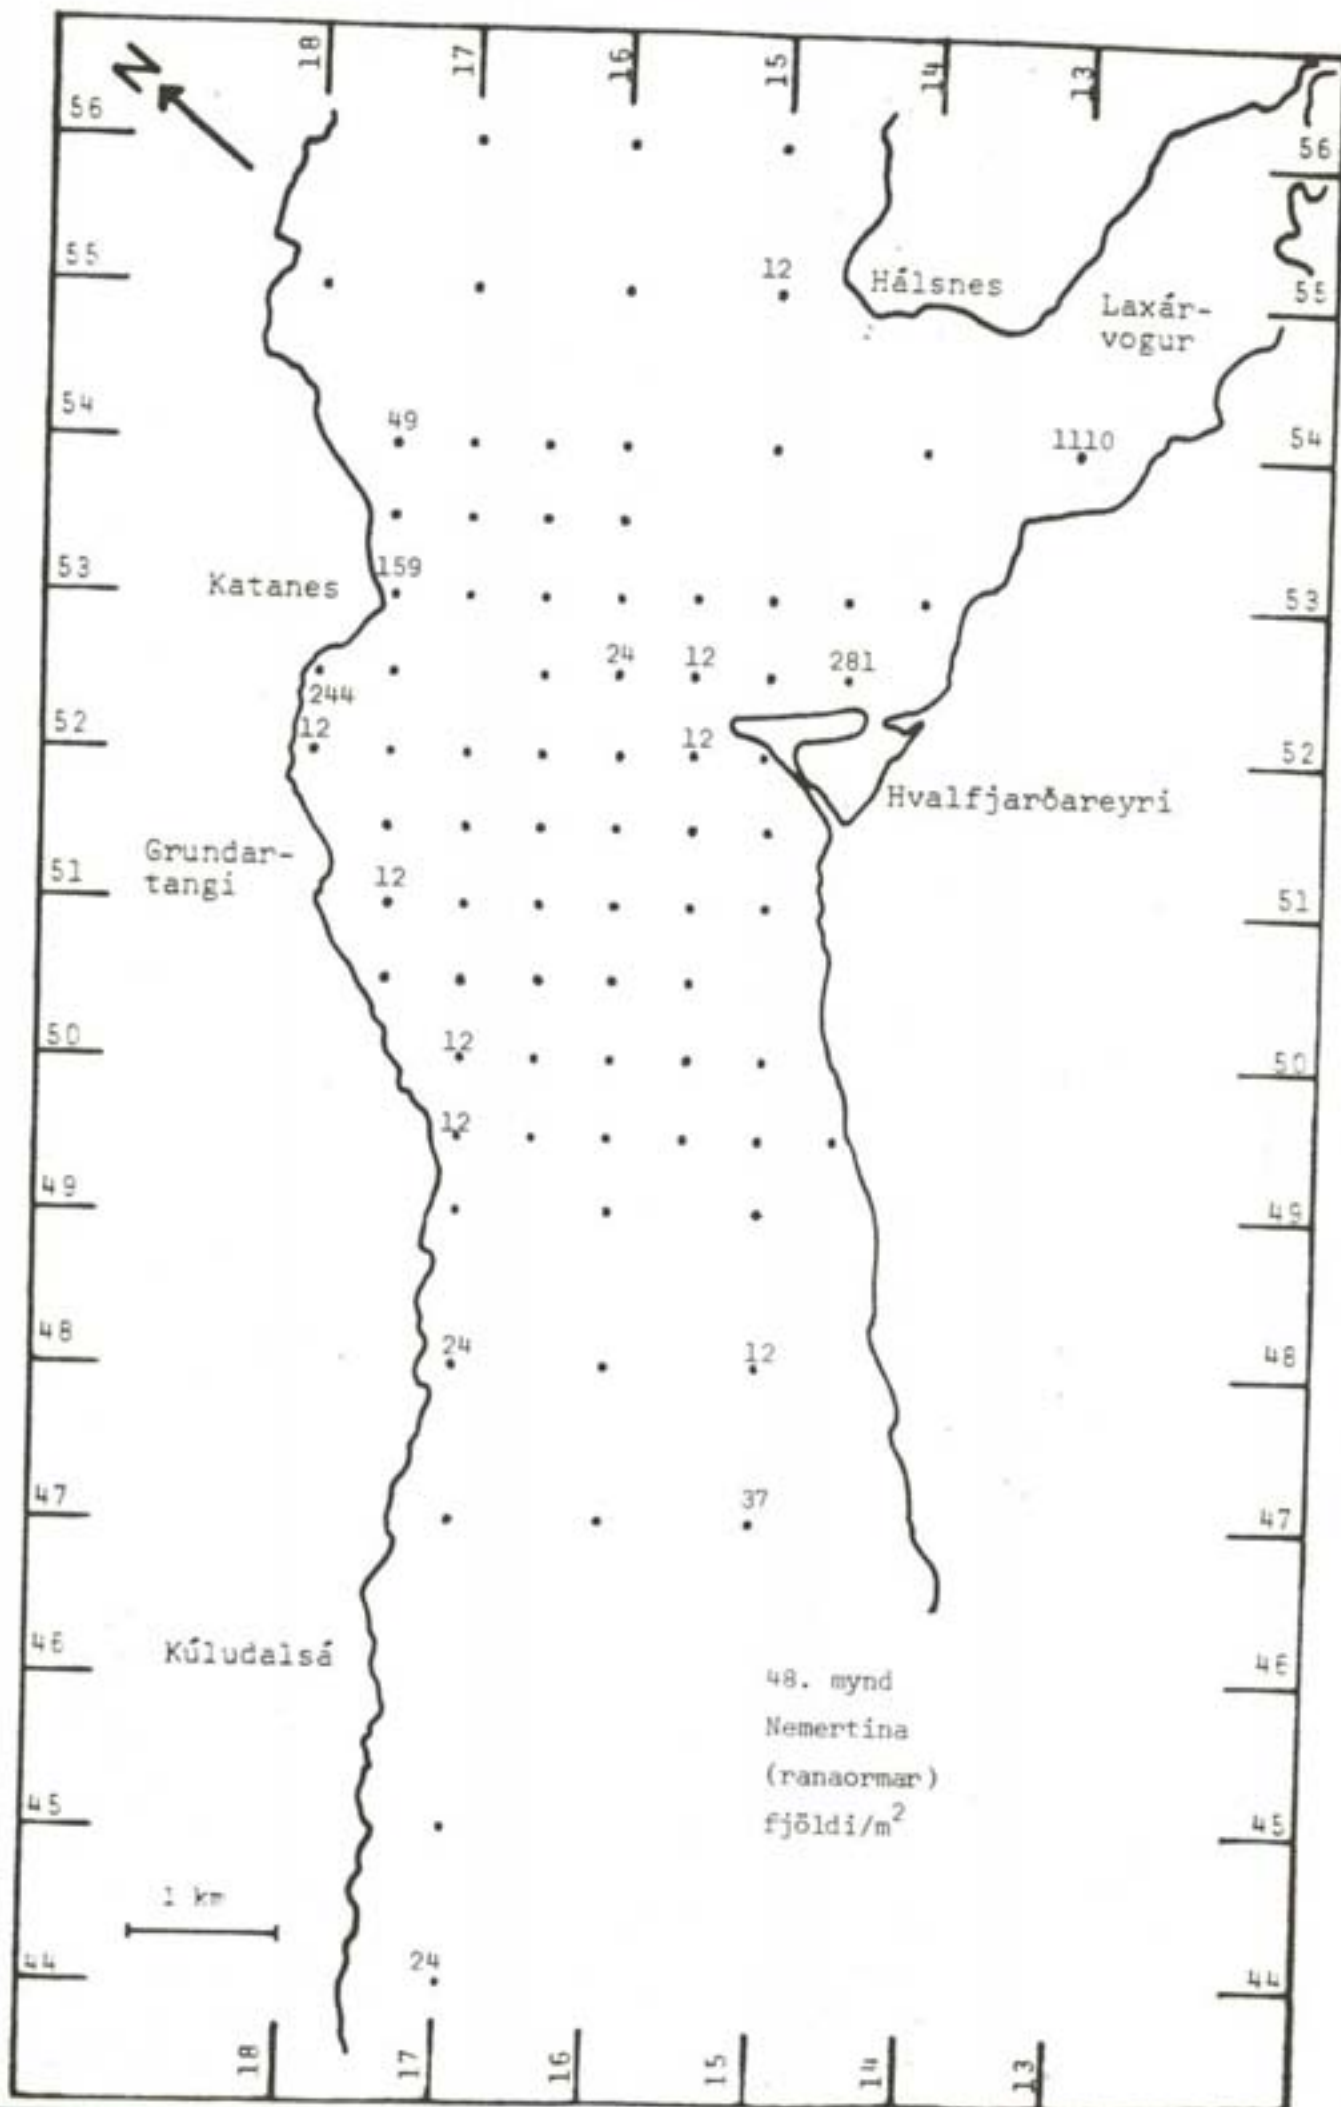 18 17 16 15 14 13
N
56
56
55
12
Hálsnes
55
Laxár-
vogur
54
49
1110
54
53
Katanes
159
53
24 12 281
244
52
12
12
52
Hvalfjarðareyri
Grundar-
tangi
51
12
51
50
12
50
12
49
49
48
24
12
48
47
37
47
46
Kúludalsá
46
48. mynd
Nemertina
(ranaormar)
fjöldi/m²
45
45
1 km
44
24
44
18 17 16 15 14 13